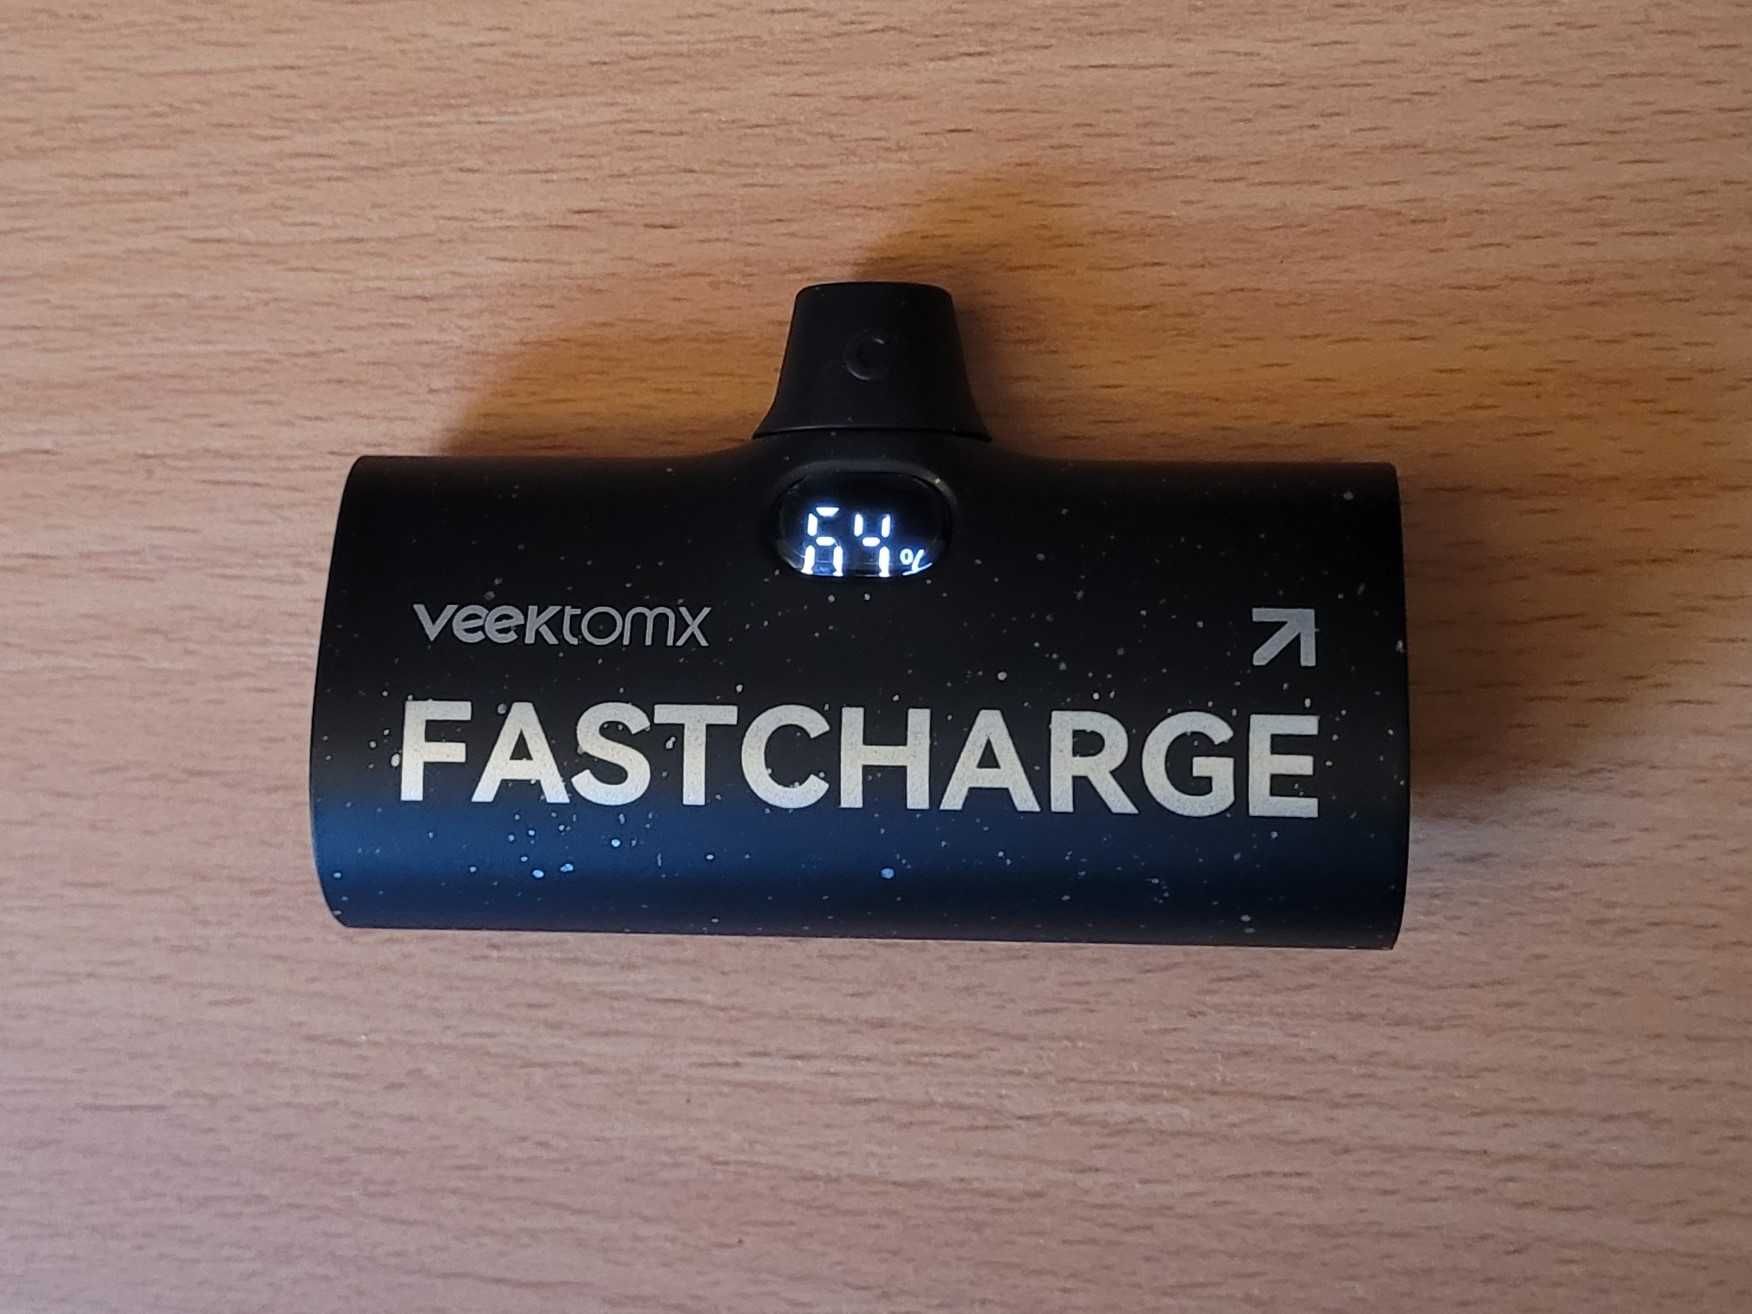 C
64%
veektomx
FASTCHARGE